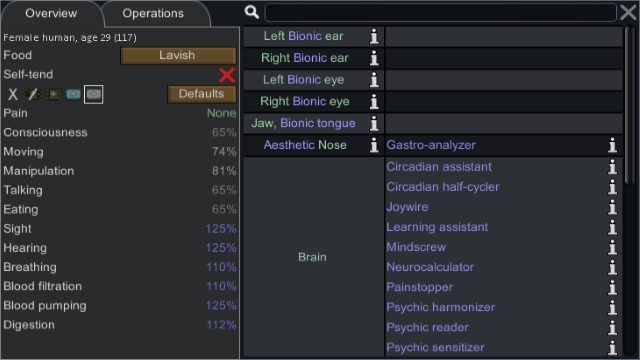 Overview
Operations
Female human, age 29 (117)
Food
Lavish
Self-tend
Defaults
Pain
None
Consciousness
65%
Moving
74%
Manipulation
81%
Talking
65%
Eating
65%
Sight
125%
Hearing
125%
Breathing
110%
Blood filtration
110%
Blood pumping
125%
Digestion
112%
Left Bionic ear
Right Bionic ear
Left Bionic eye
Right Bionic eye
Jaw, Bionic tongue
Aesthetic Nose
Gastro-analyzer
Brain
Circadian assistant
Circadian half-cycler
Joywire
Learning assistant
Mindscrew
Neurocalculator
Painstopper
Psychic harmonizer
Psychic reader
Psychic sensitizer